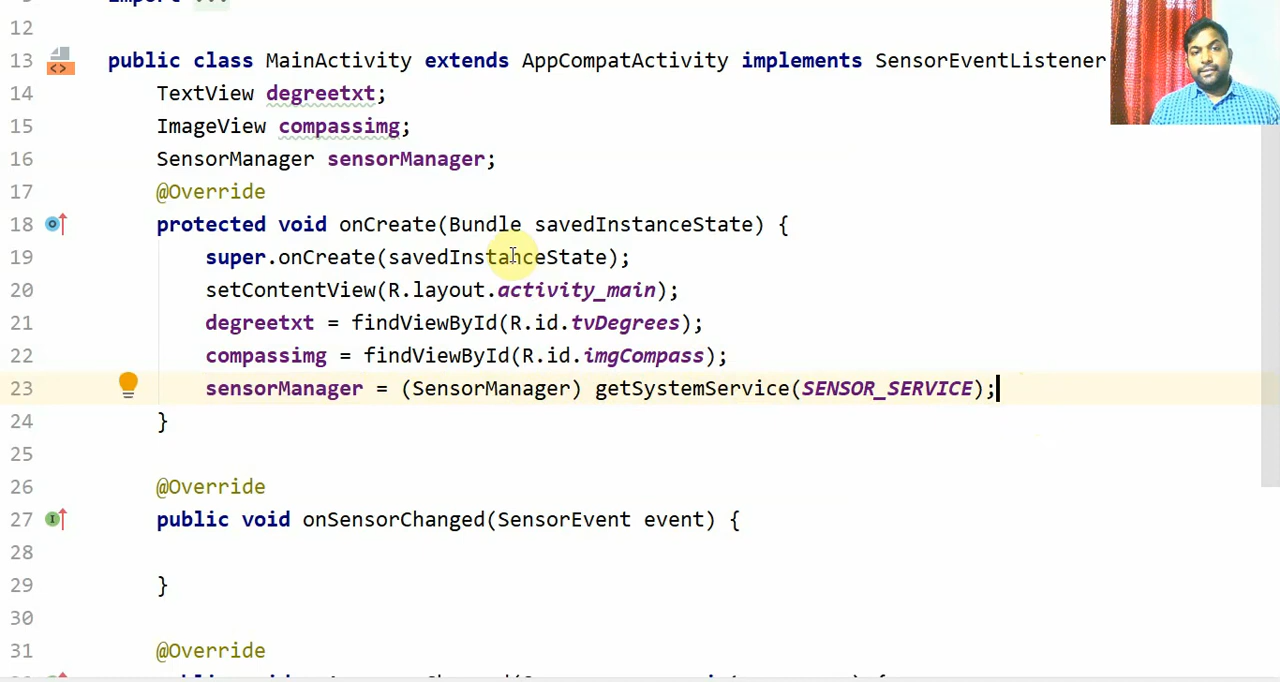 import ...
12
13 public class MainActivity extends AppCompatActivity implements SensorEventListener
14 TextView degreetxt;
15 ImageView compassimg;
16 SensorManager sensorManager;
17 @Override
18 protected void onCreate(Bundle savedInstanceState) {
19 super.onCreate(savedInstanceState);
20 setContentView(R.layout.activity_main);
21 degreetxt = findViewById(R.id.tvDegrees);
22 compassimg = findViewById(R.id.imgCompass);
23 sensorManager = (SensorManager) getSystemService(SENSOR_SERVICE);
24 }
25
26 @Override
27 public void onSensorChanged(SensorEvent event) {
28
29 }
30
31 @Override